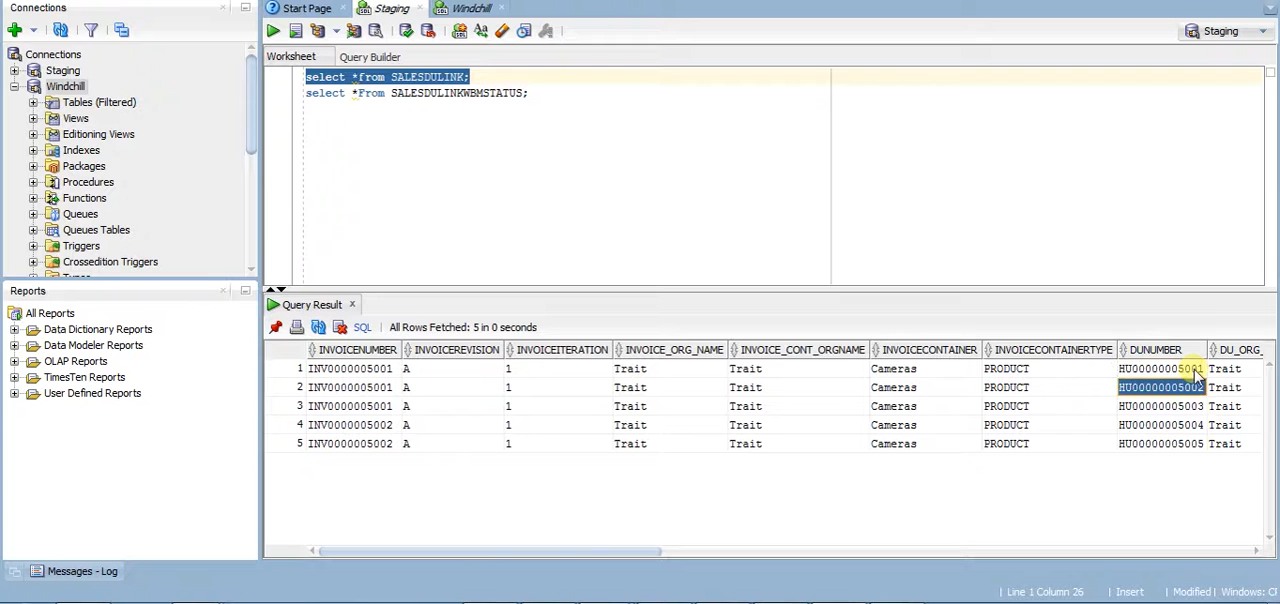 Connections
Start Page
Staging
Windchill
Staging
Worksheet
Query Builder
Connections
Staging
Windchill
Tables (Filtered)
Views
Editioning Views
Indexes
Packages
Procedures
Functions
Queues
Queues Tables
Triggers
Crossedition Triggers
select *from SALESDULINK;
select *From SALESDULINKWBMSTATUS;
Reports
All Reports
Data Dictionary Reports
Data Modeler Reports
OLAP Reports
TimesTen Reports
User Defined Reports
Query Result
SQL
All Rows Fetched: 5 in 0 seconds
INVOICENUMBER INVOICEREVISION INVOICEITERATION INVOICE_ORG_NAME INVOICE_CONT_ORGNAME INVOICECONTAINER INVOICECONTAINERTYPE DUNUMBER DU_ORG_
1 INV0000005001 A 1 Trait Trait Cameras PRODUCT HU00000005001 Trait
2 INV0000005001 A 1 Trait Trait Cameras PRODUCT HU00000005002 Trait
3 INV0000005001 A 1 Trait Trait Cameras PRODUCT HU00000005003 Trait
4 INV0000005002 A 1 Trait Trait Cameras PRODUCT HU00000005004 Trait
5 INV0000005002 A 1 Trait Trait Cameras PRODUCT HU00000005005 Trait
Messages - Log
Line 1 Column 26
Insert
Modified
Windows: C